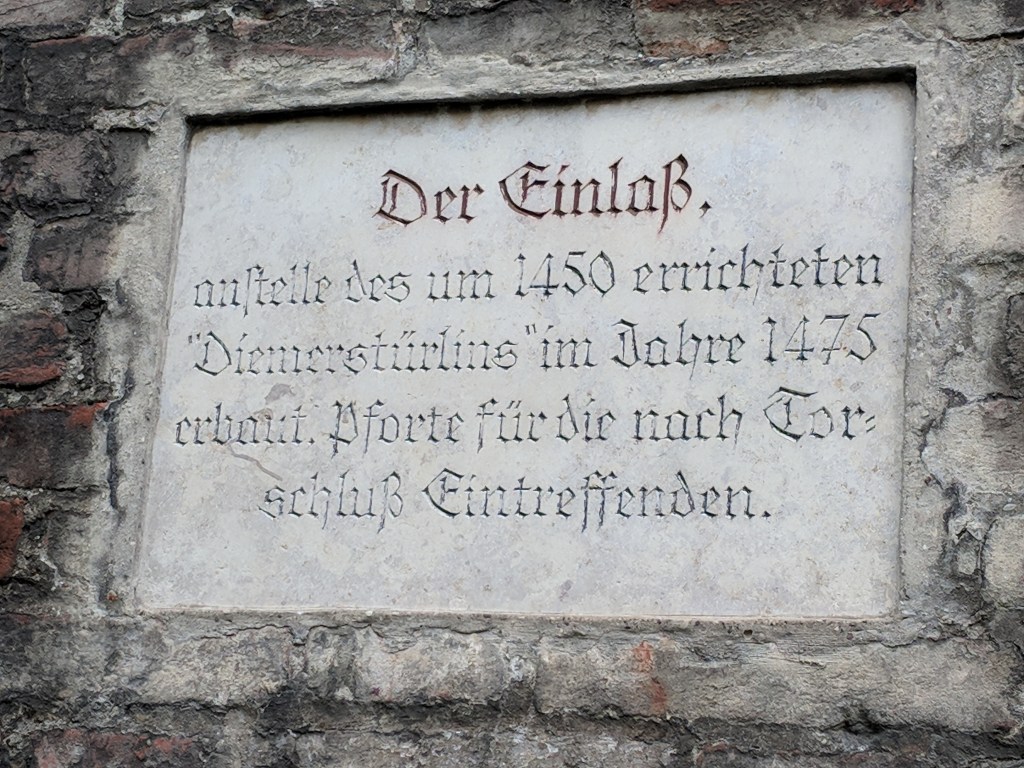 Der Einlaß,
anstelle des um 1450 errichteten
"Diemerstürlins" im Jahre 1475
erbaut. Pforte für die nach Tor-
schluß Eintreffenden.